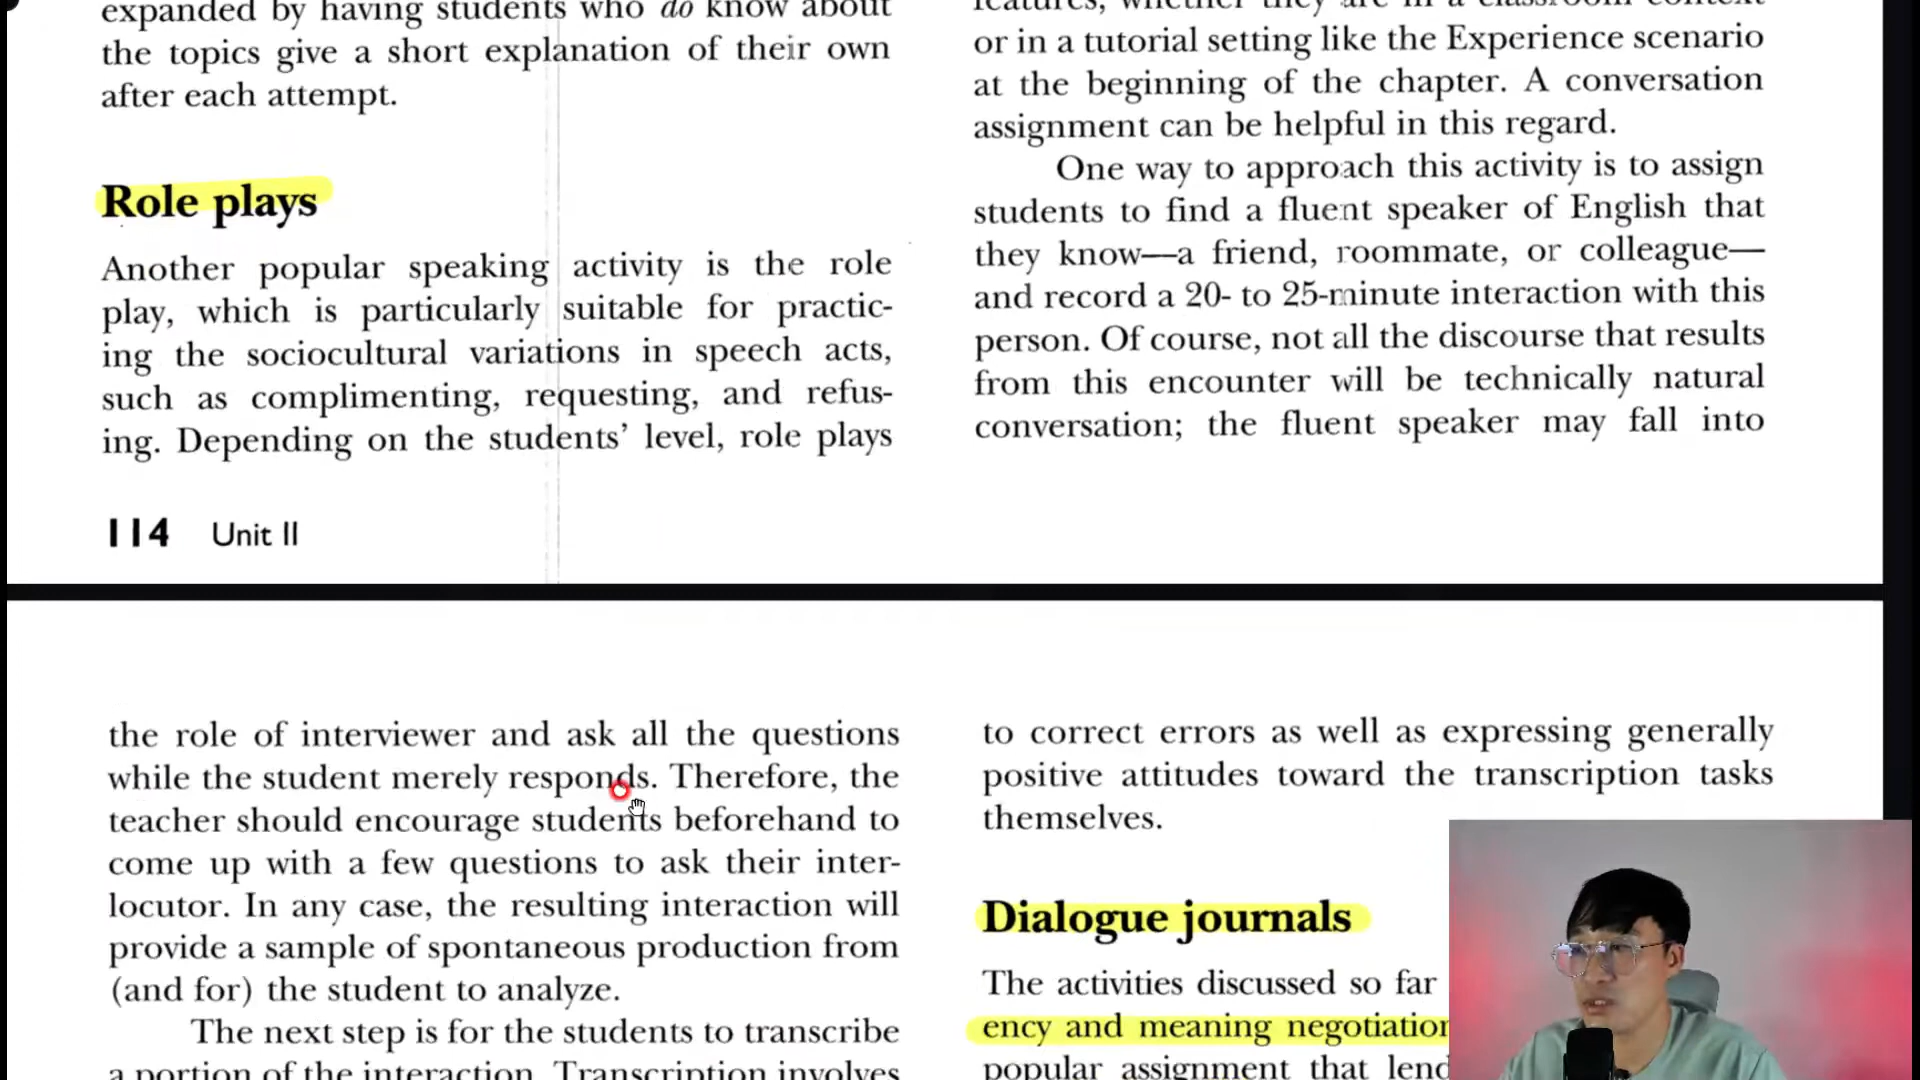 expanded by having students who do know about
the topics give a short explanation of their own
after each attempt.
Role plays
Another popular speaking activity is the role
play, which is particularly suitable for practic-
ing the sociocultural variations in speech acts,
such as complimenting, requesting, and refus-
ing. Depending on the students' level, role plays
features, whether they are in a classroom context
or in a tutorial setting like the Experience scenario
at the beginning of the chapter. A conversation
assignment can be helpful in this regard.
One way to approach this activity is to assign
students to find a fluent speaker of English that
they know—a friend, roommate, or colleague—
and record a 20- to 25-minute interaction with this
person. Of course, not all the discourse that results
from this encounter will be technically natural
conversation; the fluent speaker may fall into
114 Unit II
the role of interviewer and ask all the questions
while the student merely responds. Therefore, the
teacher should encourage students beforehand to
come up with a few questions to ask their inter-
locutor. In any case, the resulting interaction will
provide a sample of spontaneous production from
(and for) the student to analyze.
The next step is for the students to transcribe
a portion of the interaction. Transcription involves
to correct errors as well as expressing generally
positive attitudes toward the transcription tasks
themselves.
Dialogue journals
The activities discussed so far
ency and meaning negotiation
popular assignment that lend